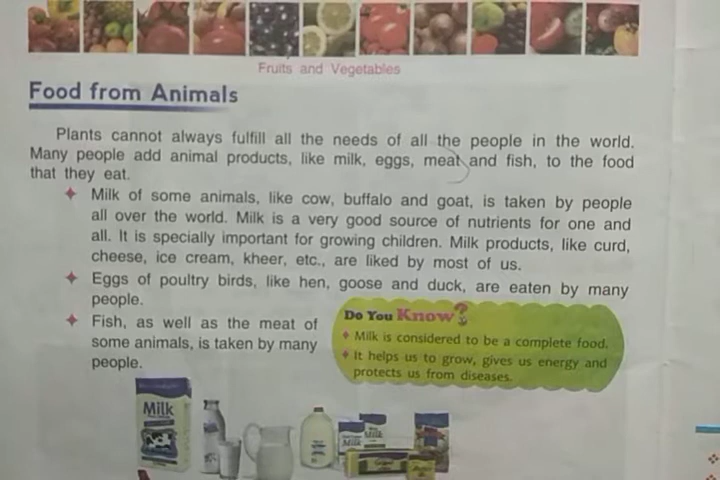 Fruits and Vegetables
Food from Animals
Plants cannot always fulfill all the needs of all the people in the world.
Many people add animal products, like milk, eggs, meat and fish, to the food
that they eat.
Milk of some animals, like cow, buffalo and goat, is taken by people
all over the world. Milk is a very good source of nutrients for one and
all. It is specially important for growing children. Milk products, like curd,
cheese, ice cream, kheer, etc., are liked by most of us.
Eggs of poultry birds, like hen, goose and duck, are eaten by many
people.
Fish, as well as the meat of
some animals, is taken by many
people.
Do You Know?
Milk is considered to be a complete food.
It helps us to grow, gives us energy and
protects us from diseases.
Milk
Milk
Milk